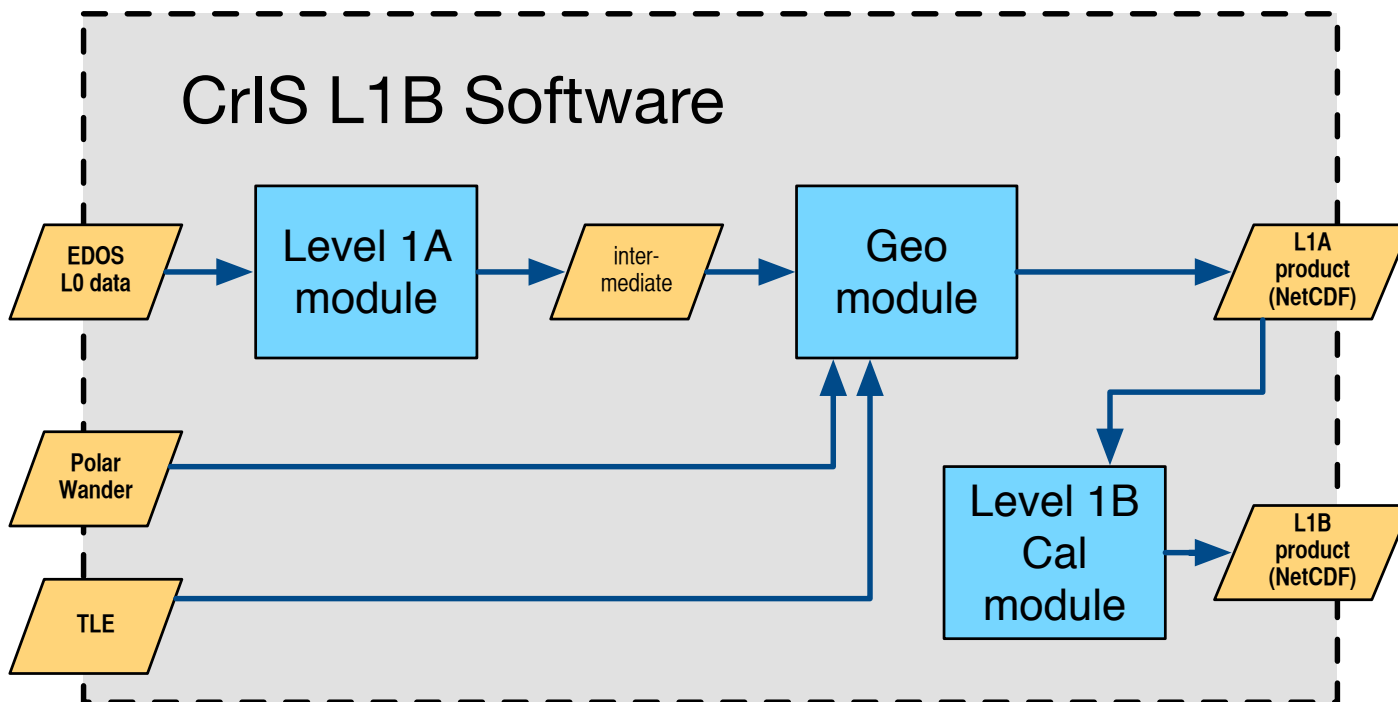 CrIS L1B Software
EDOS
L0 data
Level 1A
module
inter-
mediate
Geo
module
L1A
product
(NetCDF)
Polar
Wander
Level 1B
Cal
module
L1B
product
(NetCDF)
TLE